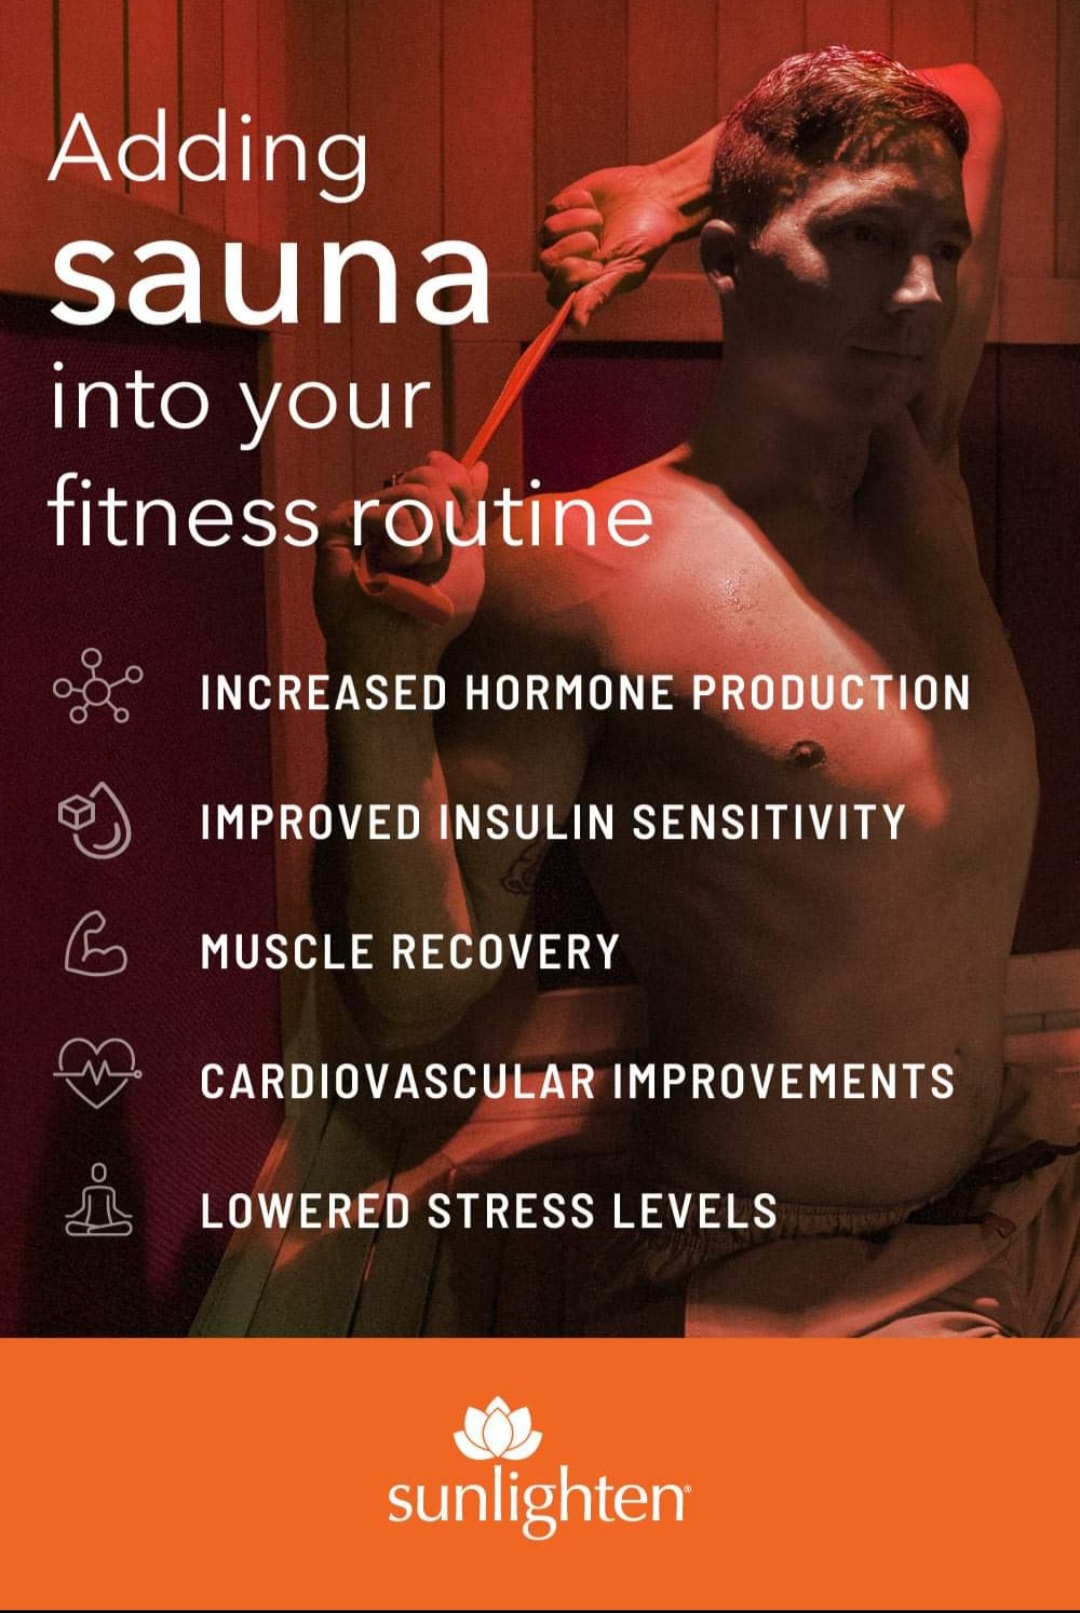 Adding
sauna
into your
fitness routine
INCREASED HORMONE PRODUCTION
IMPROVED INSULIN SENSITIVITY
MUSCLE RECOVERY
CARDIOVASCULAR IMPROVEMENTS
LOWERED STRESS LEVELS
sunlighten®